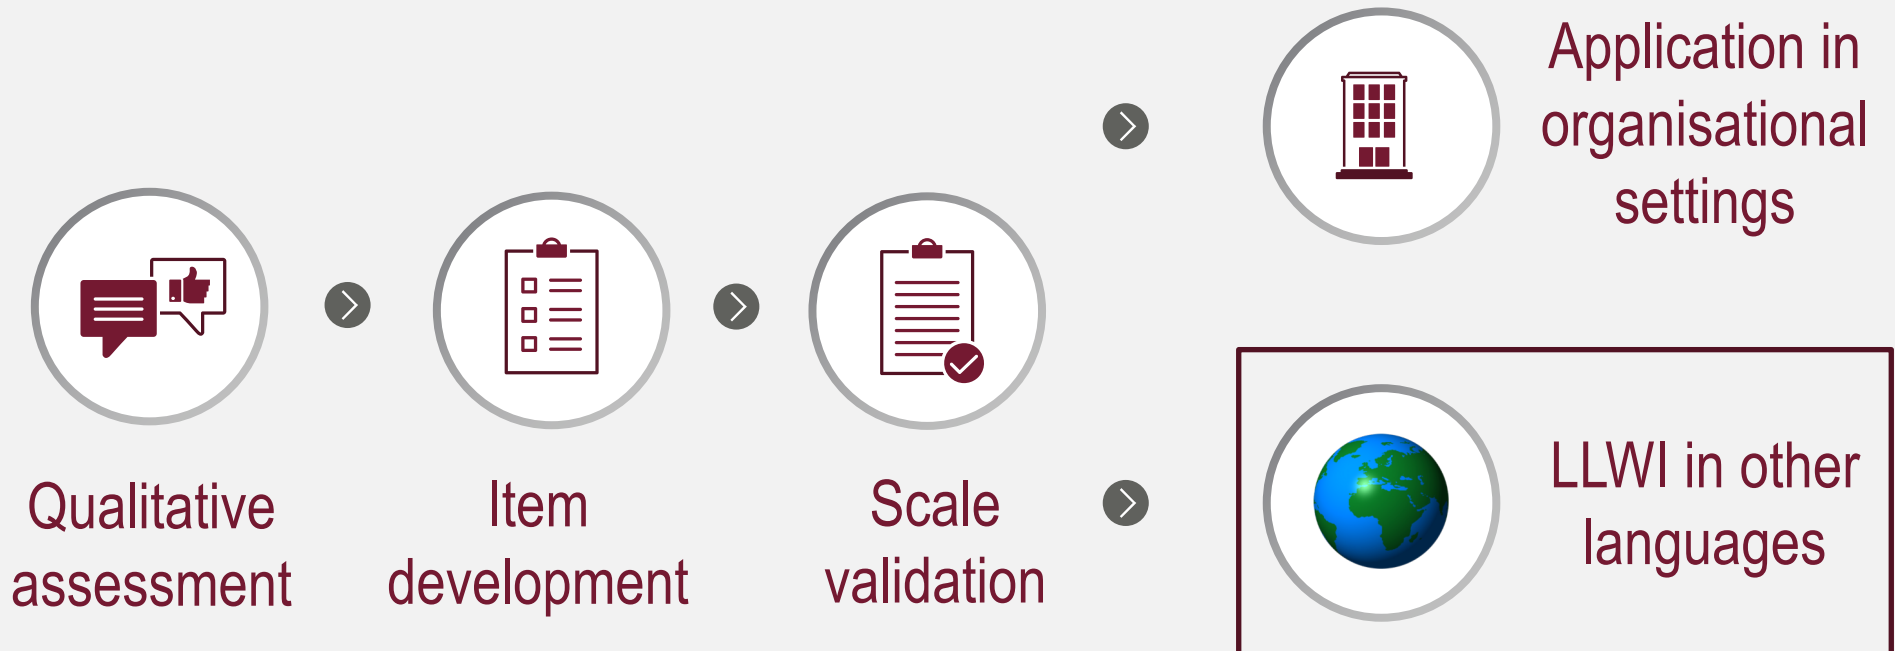 Qualitative
assessment
Item
development
Scale
validation
Application in
organisational
settings
LLWI in other
languages